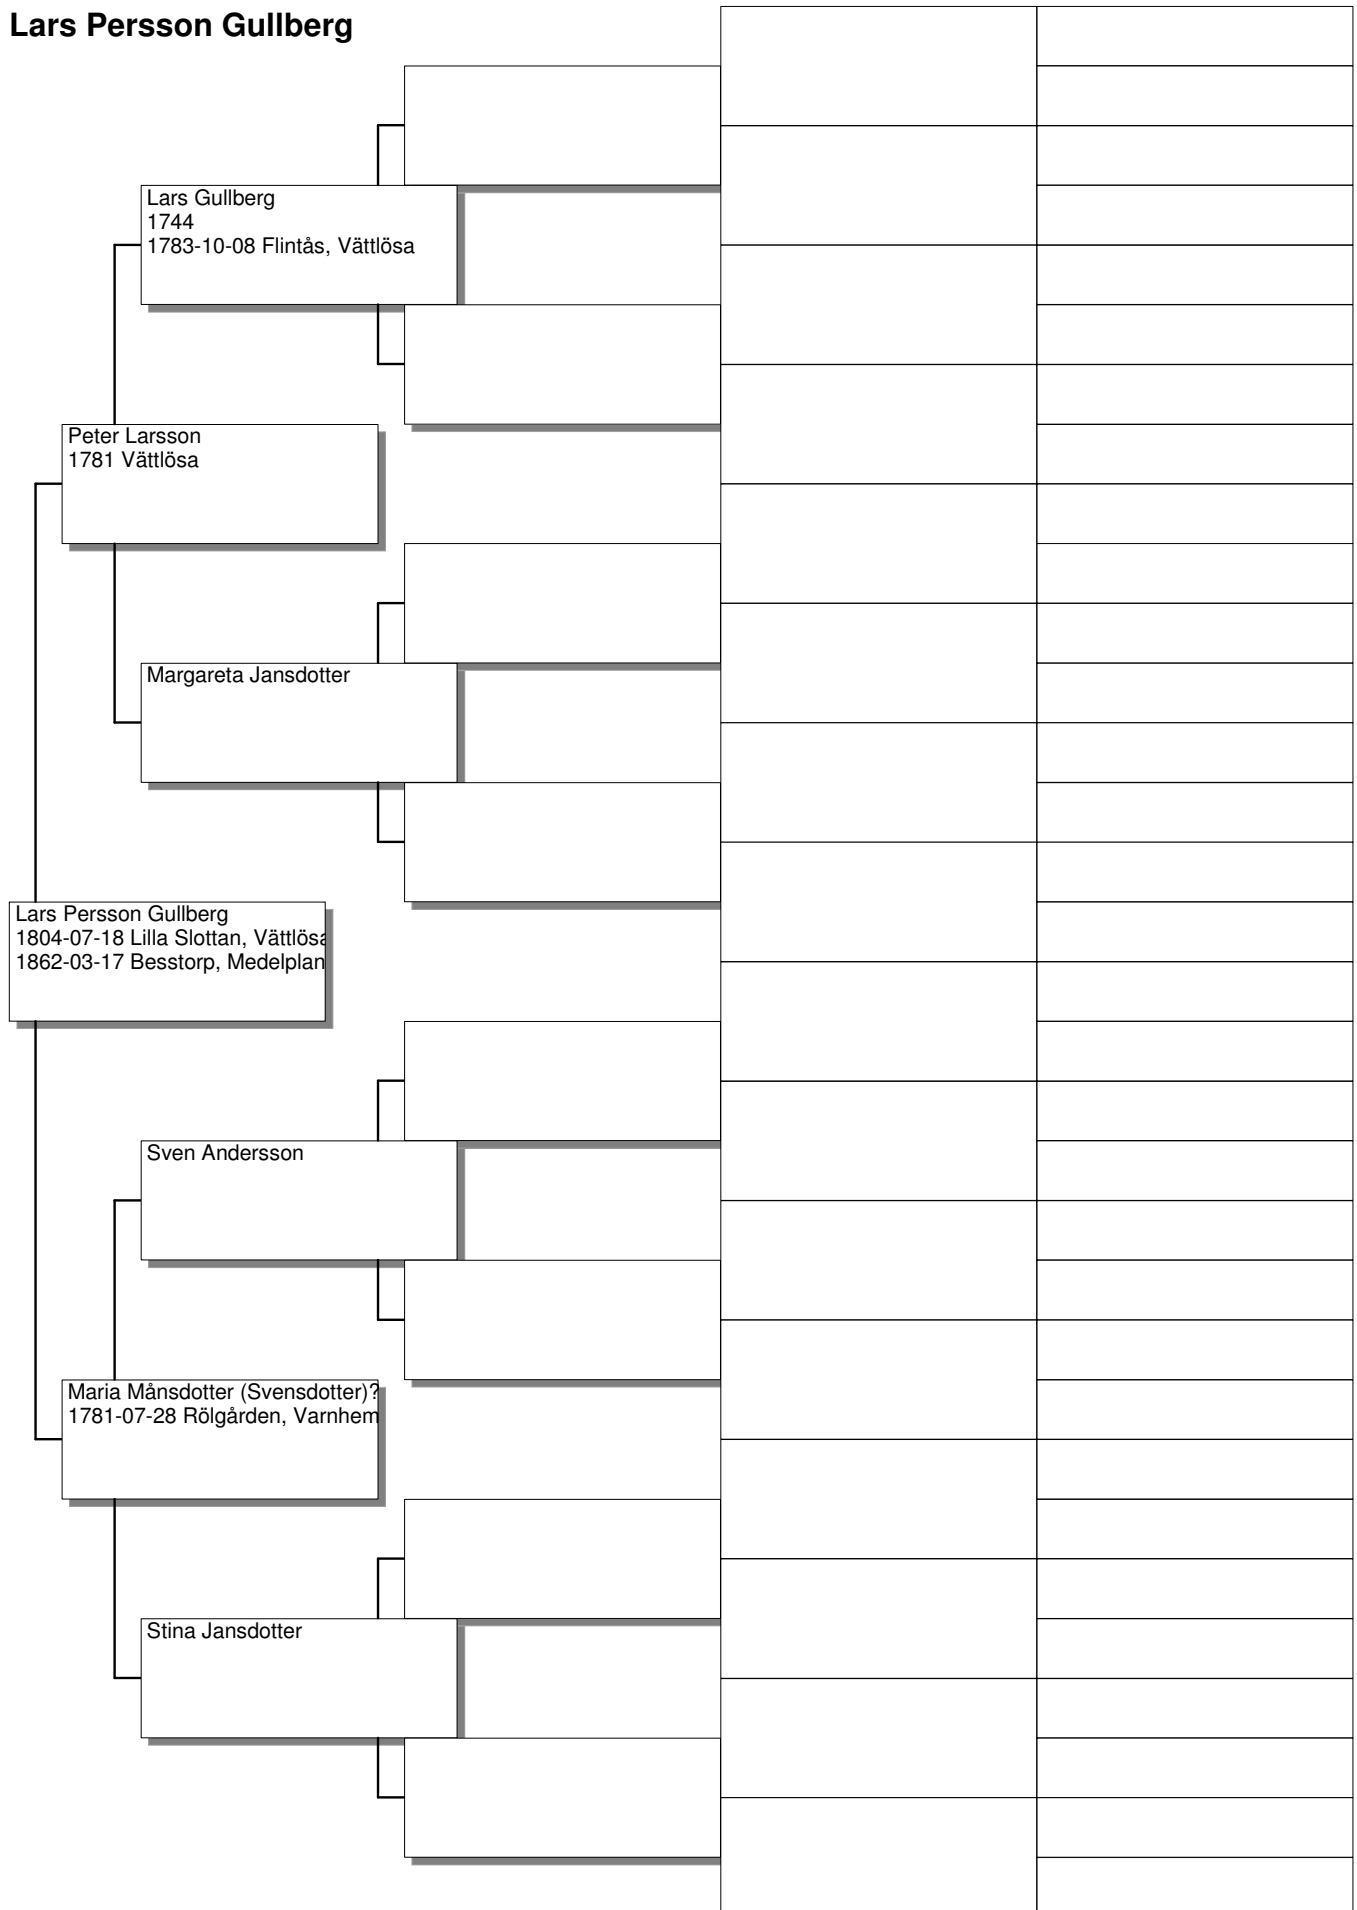 Lars Persson Gullberg
Lars Gullberg
1744
1783-10-08 Flintås, Vättlösa
Peter Larsson
1781 Vättlösa
Margareta Jansdotter
Lars Persson Gullberg
1804-07-18 Lilla Slottan, Vättlösa
1862-03-17 Besstorp, Medelplan
Sven Andersson
Maria Månsdotter (Svensdotter)?
1781-07-28 Rölgården, Varnhem
Stina Jansdotter